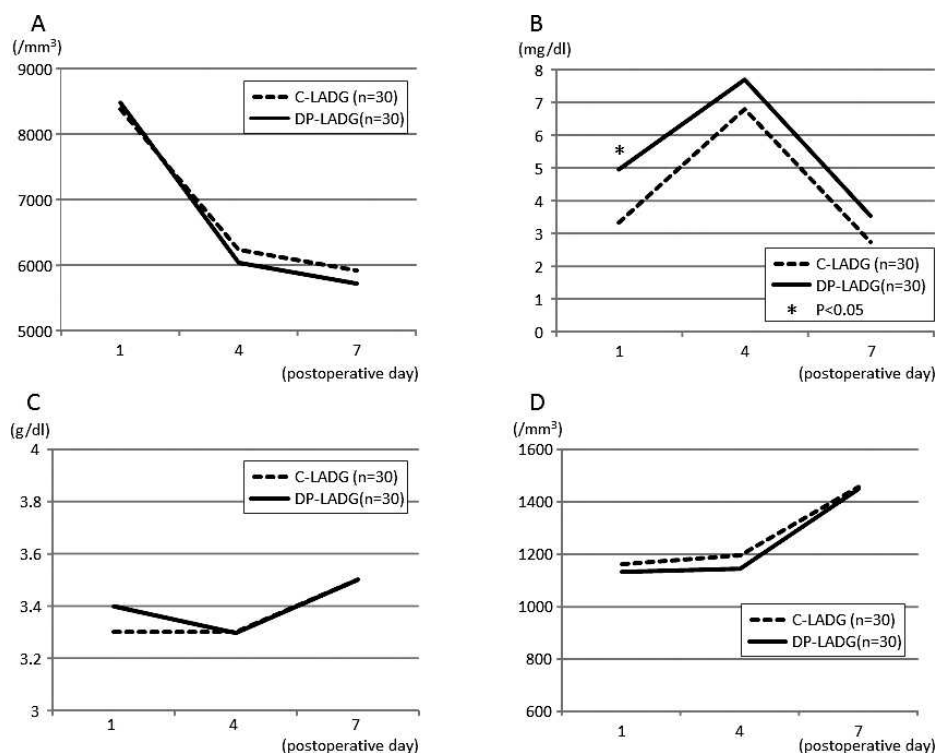 A
(/mm³)
9000
8000
7000
6000
5000
C-LADG (n=30)
DP-LADG(n=30)
1 4 7
(postoperative day)
B
(mg/dl)
8
7
6
5
4
3
2
1
0
*
C-LADG (n=30)
DP-LADG(n=30)
* P<0.05
1 4 7
(postoperative day)
C
(g/dl)
4
3.8
3.6
3.4
3.2
3
C-LADG (n=30)
DP-LADG(n=30)
1 4 7
(postoperative day)
D
(/mm³)
1600
1400
1200
1000
800
600
C-LADG (n=30)
DP-LADG(n=30)
1 4 7
(postoperative day)